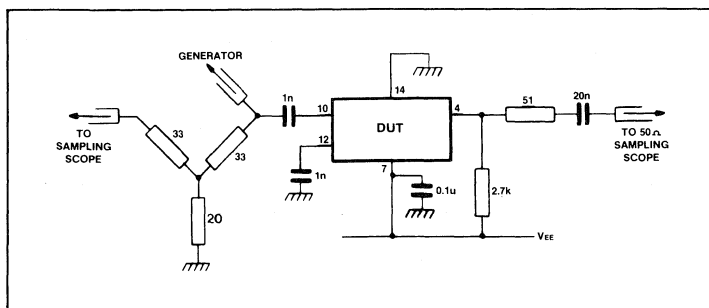 GENERATOR
1n
14
20n
10
4
51
TO
SAMPLING
SCOPE
33
33
12
DUT
TO 50Ω
SAMPLING
SCOPE
7
1n
0.1u
2.7k
20
VEE